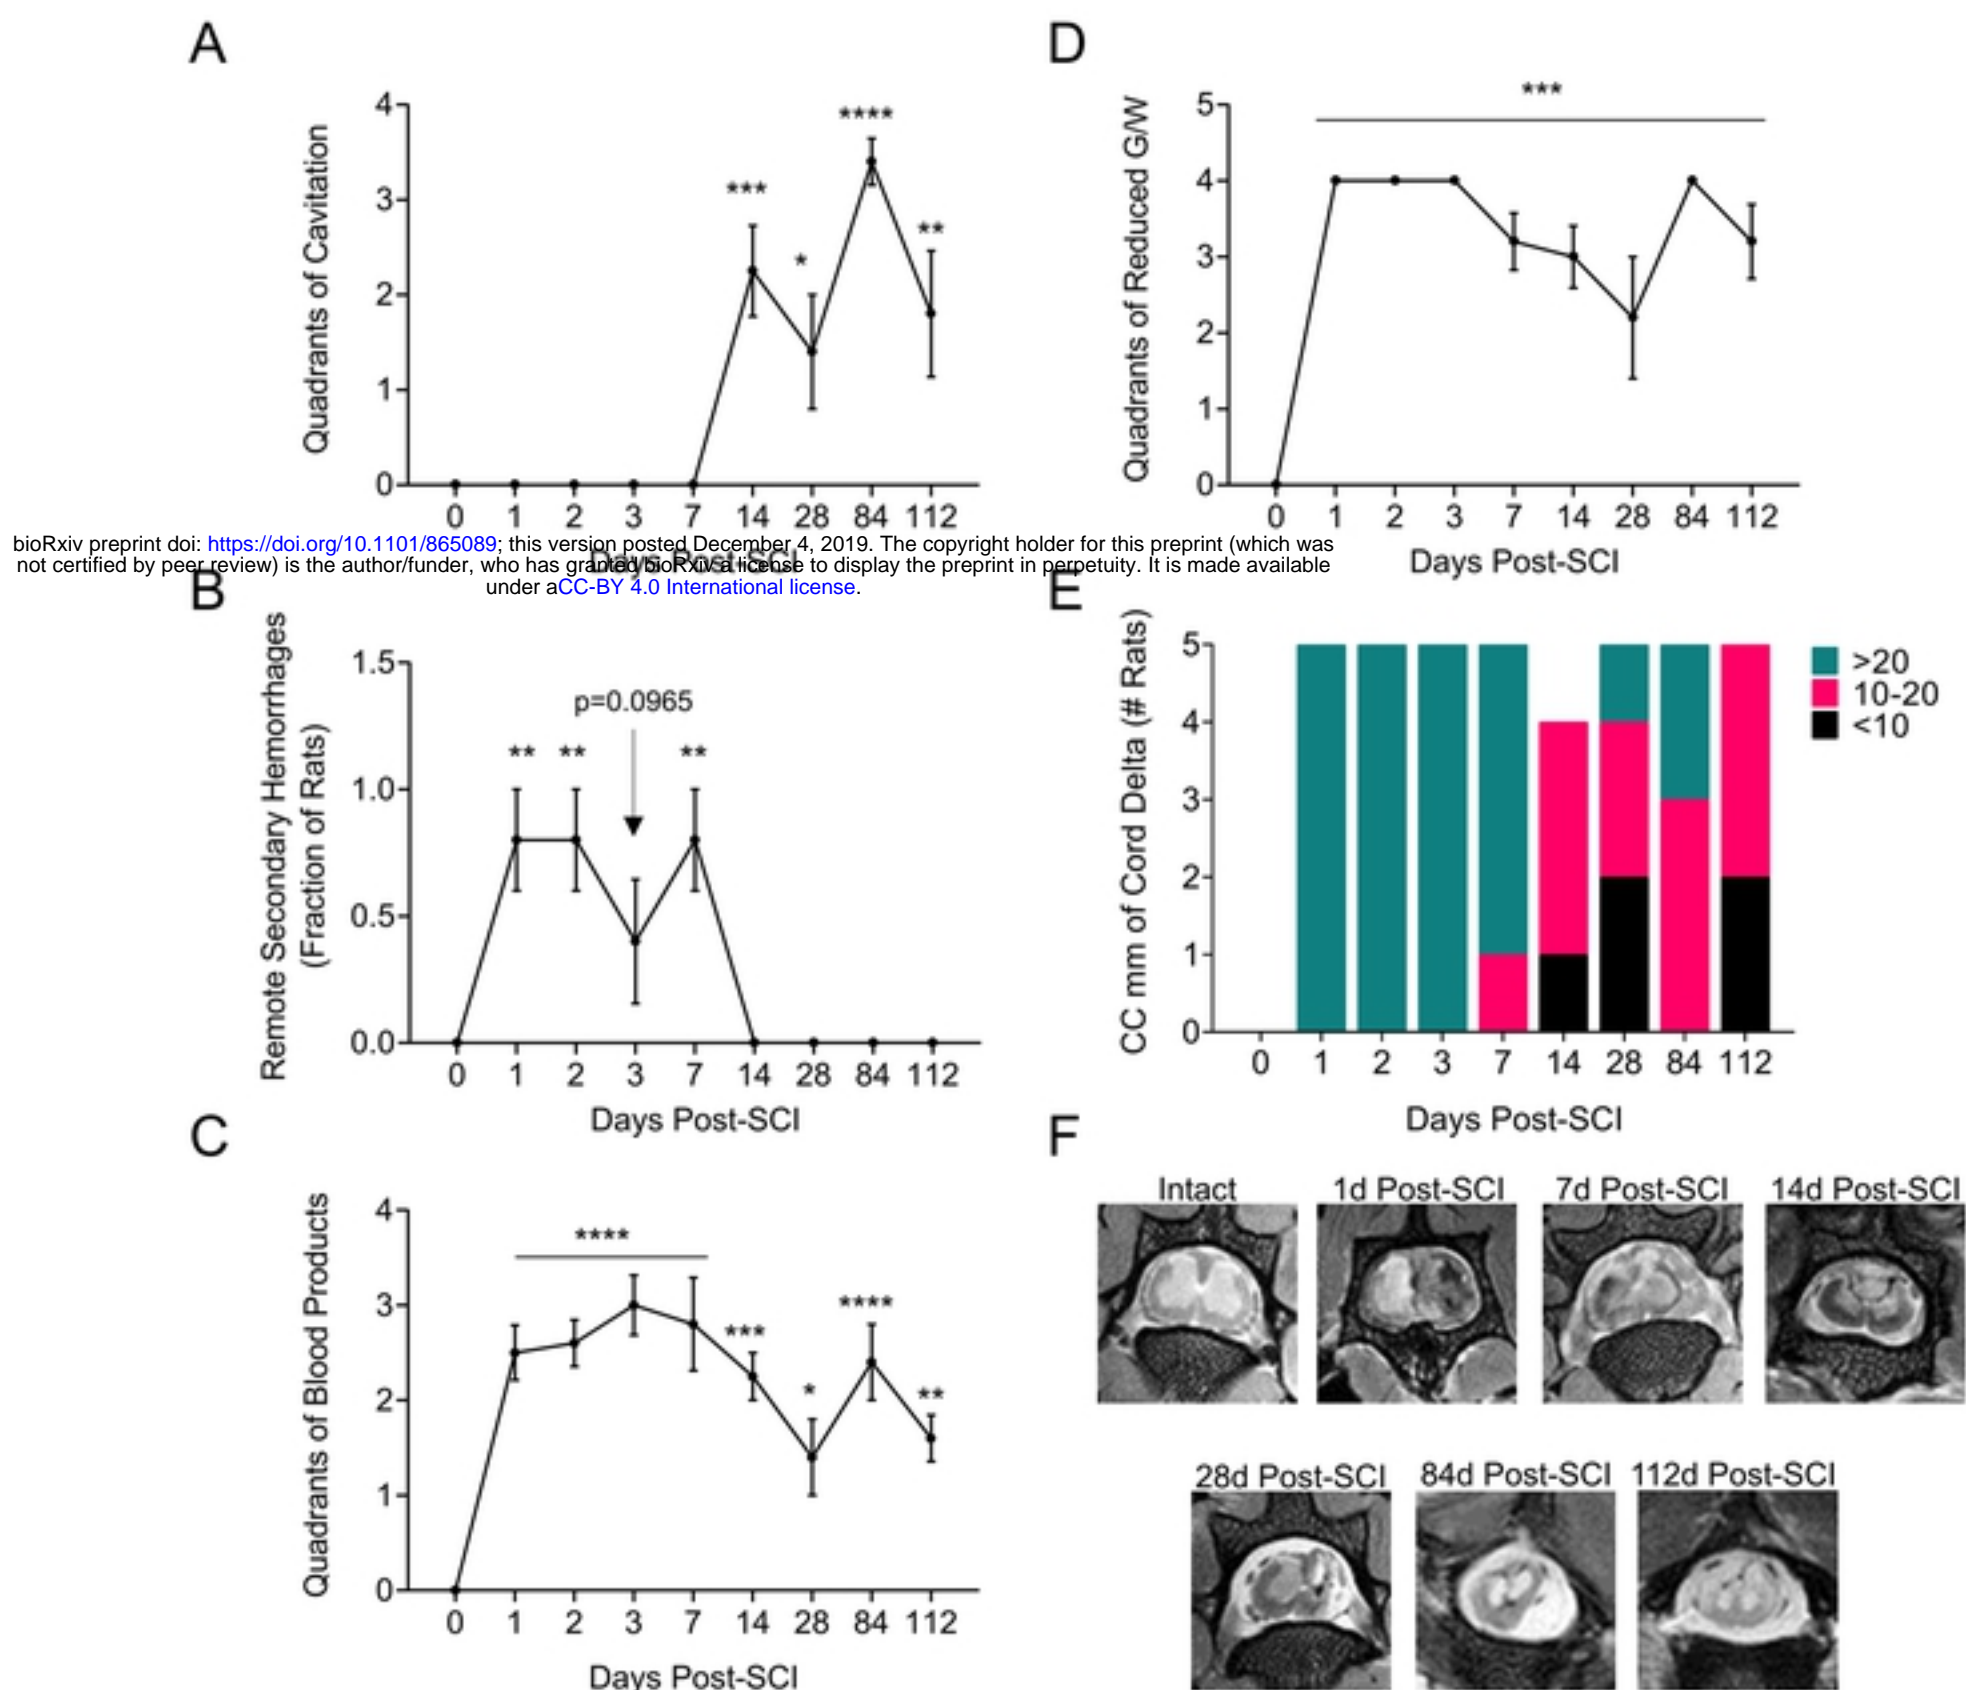 A
Quadrants of Cavitation
4
3
2
1
0
***
*
****
**
0 1 2 3 7 14 28 84 112
Days Post-SCI
D
Quadrants of Reduced G/W
5
4
3
2
1
0
***
0 1 2 3 7 14 28 84 112
Days Post-SCI
bioRxiv preprint doi: https://doi.org/10.1101/865089; this version posted December 4, 2019. The copyright holder for this preprint (which was
not certified by peer review) is the author/funder, who has granted bioRxiv a license to display the preprint in perpetuity. It is made available
under aCC-BY 4.0 International license.
B
Remote Secondary Hemorrhages
(Fraction of Rats)
1.5
1.0
0.5
0.0
p=0.0965
** ** **
0 1 2 3 7 14 28 84 112
Days Post-SCI
E
CC mm of Cord Delta (# Rats)
5
4
3
2
1
0
>20
10-20
<10
0 1 2 3 7 14 28 84 112
Days Post-SCI
C
Quadrants of Blood Products
4
3
2
1
0
****
***
*
****
**
0 1 2 3 7 14 28 84 112
Days Post-SCI
F
Intact 1d Post-SCI 7d Post-SCI 14d Post-SCI
28d Post-SCI 84d Post-SCI 112d Post-SCI